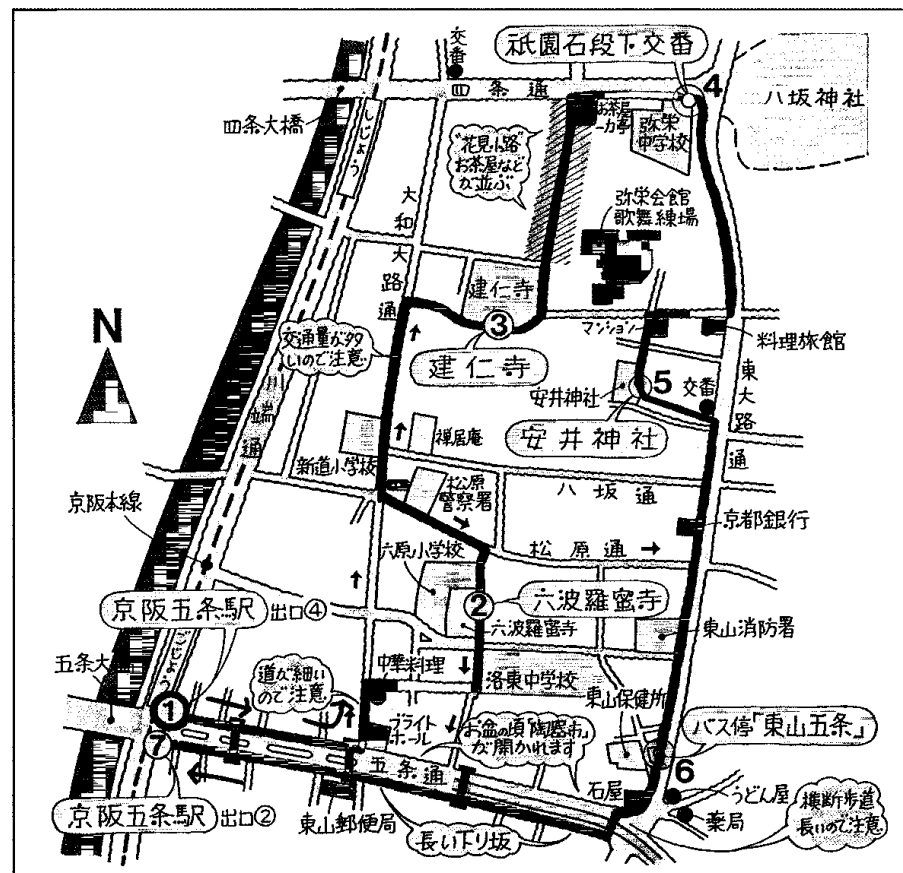 祇園石段下交番
交番
四条通
4
八坂神社
四条大橋
しじょう
お茶屋
一力亭
弥栄
中学校
"花見小路"
お茶屋など
が並ぶ
弥栄会館
歌舞練場
大和大路通
建仁寺
N
3
建仁寺
交通量が多
いので注意
マンション
料理旅館
川端通
安井神社
5
交番
東大路通
安井神社
新道小学校
禅居庵
松原
警察署
八坂通
京都銀行
京阪本線
六原小学校
松原通
2
六波羅蜜寺
六波羅蜜寺
東山消防署
京阪五条駅 出口④
ごじょう
五条大
道が細い
ので注意
中華料理
洛東中学校
東山保健所
1
ブライト
ホール
お盆の頃「陶器市」
が開かれます
バス停「東山五条」
7
五条通
6
石屋
うどん屋
薬局
横断歩道
長いのでご注意
京阪五条駅 出口②
東山郵便局
長い下り坂